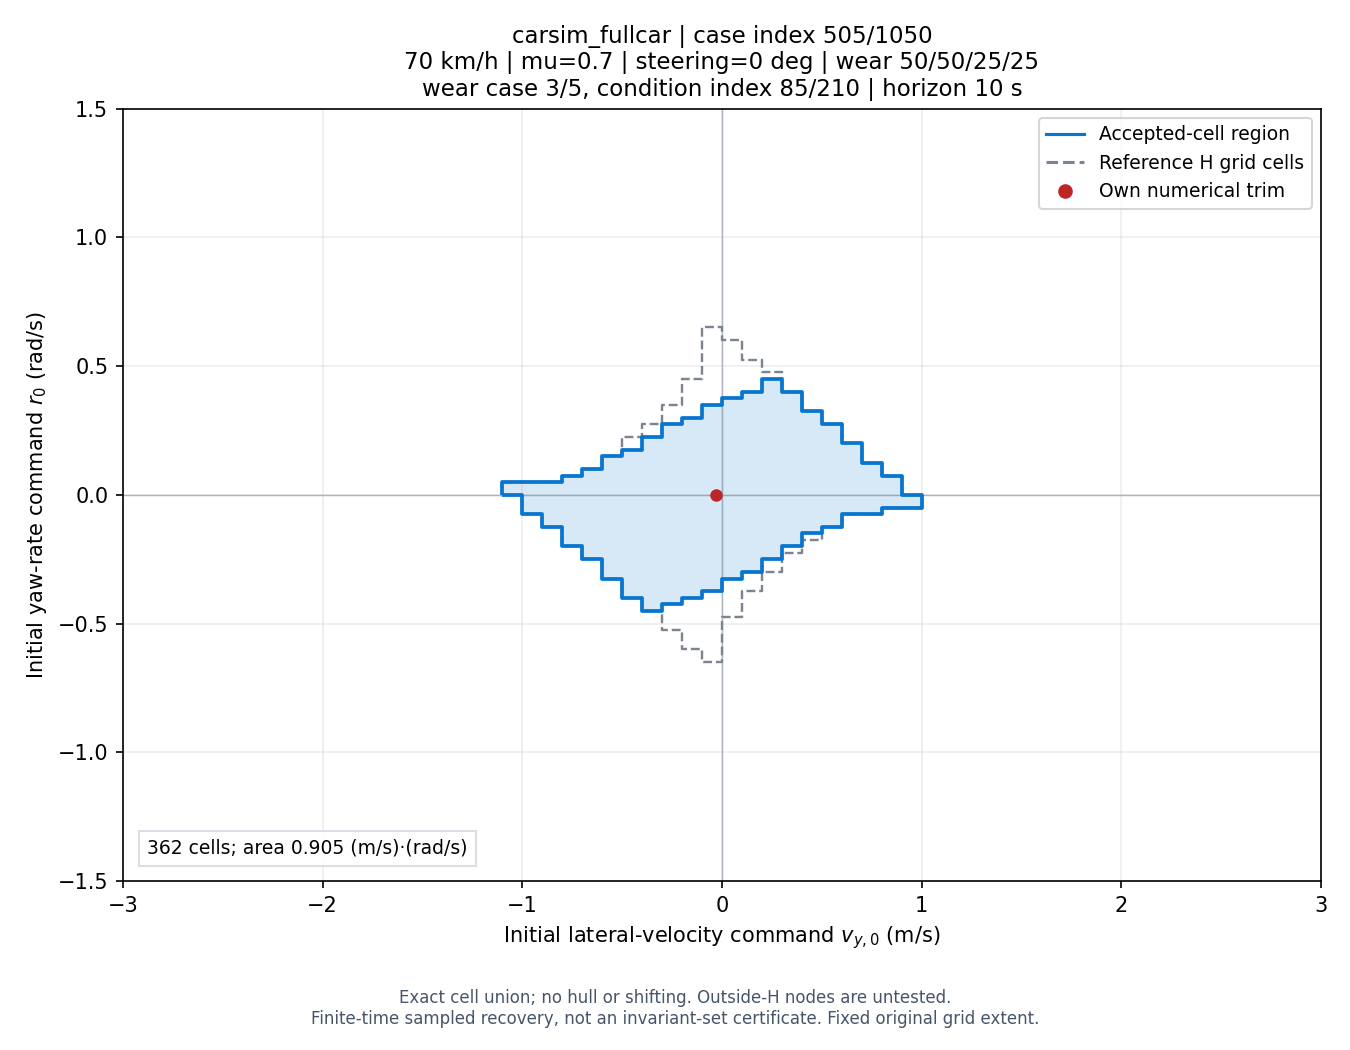 carsim_fullcar | case index 505/1050
70 km/h | mu=0.7 | steering=0 deg | wear 50/50/25/25
wear case 3/5, condition index 85/210 | horizon 10 s
Accepted-cell region
Reference H grid cells
Own numerical trim
1.5
1.0
0.5
0.0
−0.5
−1.0
−1.5
Initial yaw-rate command r₀ (rad/s)
362 cells; area 0.905 (m/s)·(rad/s)
−3
−2
−1
0
1
2
3
Initial lateral-velocity command v_{y,0} (m/s)
Exact cell union; no hull or shifting. Outside-H nodes are untested.
Finite-time sampled recovery, not an invariant-set certificate. Fixed original grid extent.